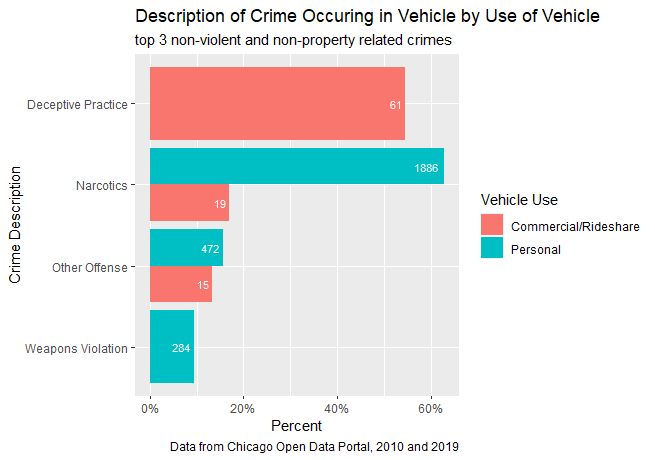 Description of Crime Occuring in Vehicle by Use of Vehicle
top 3 non-violent and non-property related crimes
Crime Description
Deceptive Practice
61
Narcotics
1886
19
Other Offense
472
15
Weapons Violation
284
0%
20%
40%
60%
Percent
Vehicle Use
Commercial/Rideshare
Personal
Data from Chicago Open Data Portal, 2010 and 2019